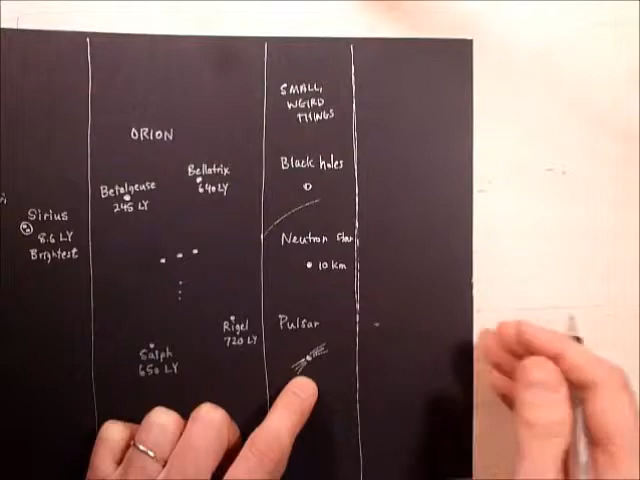 Sirius
8.6 LY
Brightest
ORION
Betalgeuse
245 LY
Bellatrix
640 LY
Rigel
720 LY
Saiph
650 LY
SMALL,
WEIRD
THINGS
Black holes
Neutron Star
10 km
Pulsar